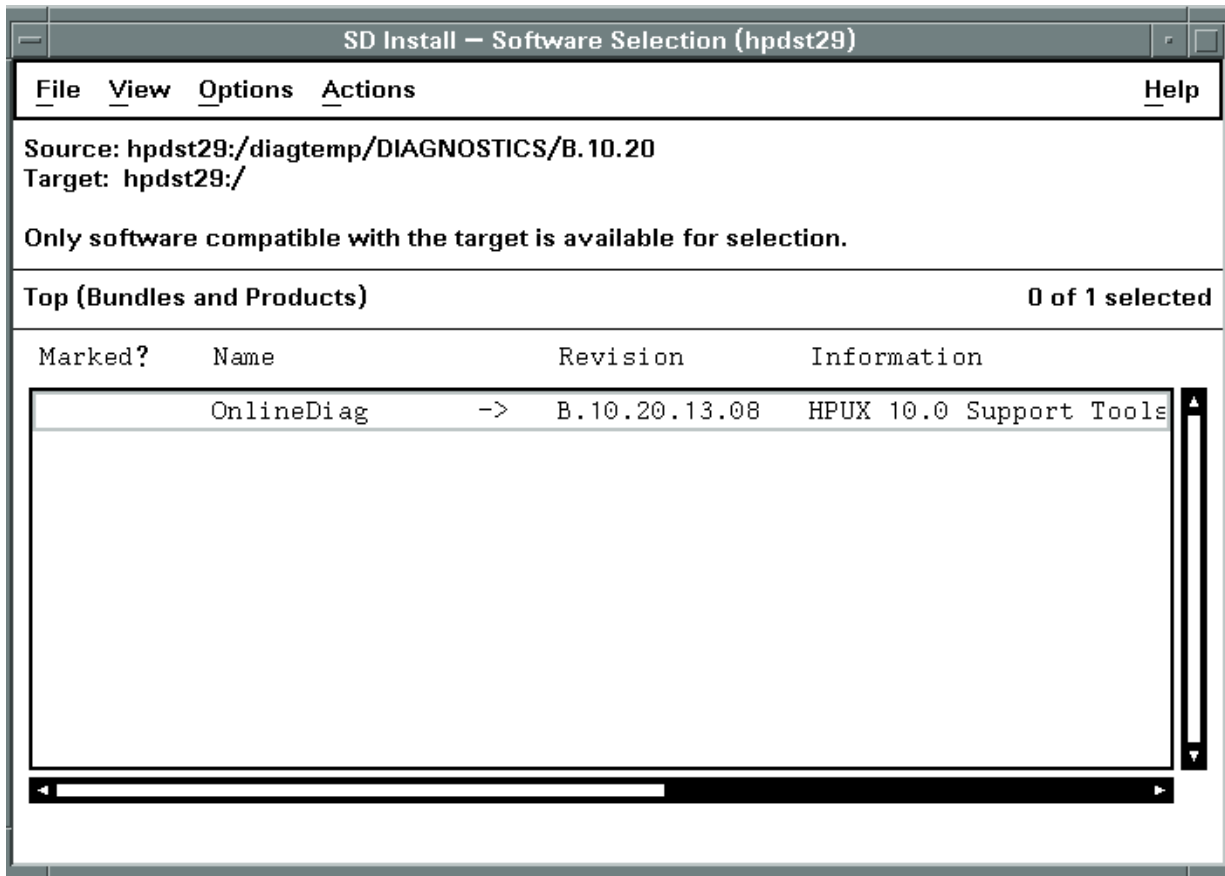 SD Install – Software Selection (hpdst29)
File View Options Actions Help
Source: hpdst29:/diagtemp/DIAGNOSTICS/B.10.20
Target: hpdst29:/
Only software compatible with the target is available for selection.
Top (Bundles and Products) 0 of 1 selected
Marked? Name Revision Information
OnlineDiag -> B.10.20.13.08 HPUX 10.0 Support Tools